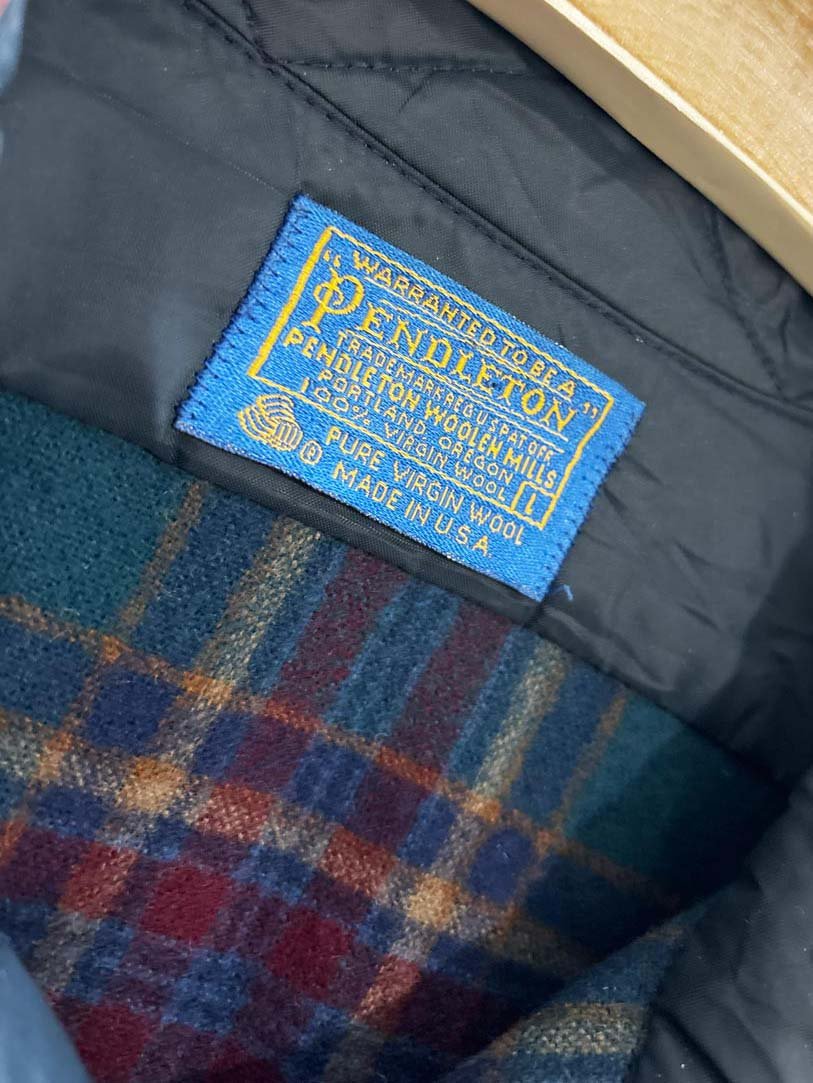 WARRANTED TO BE A
"PENDLETON"
TRADEMARK REG.U.S.PAT.OFF.
PENDLETON WOOLEN MILLS
PORTLAND, OREGON
100% VIRGIN WOOL
L
® PURE VIRGIN WOOL
MADE IN U.S.A.